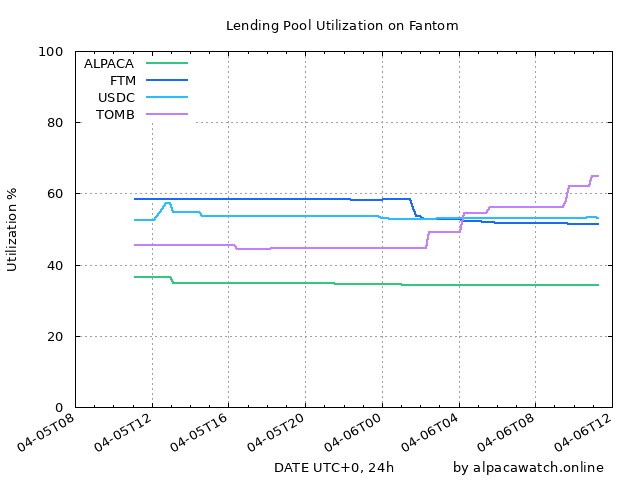 Lending Pool Utilization on Fantom
100
80
60
40
20
0
Utilization %
ALPACA
FTM
USDC
TOMB
04-05T08
04-05T12
04-05T16
04-05T20
04-06T00
04-06T04
04-06T08
04-06T12
DATE UTC+0, 24h
by alpacawatch.online